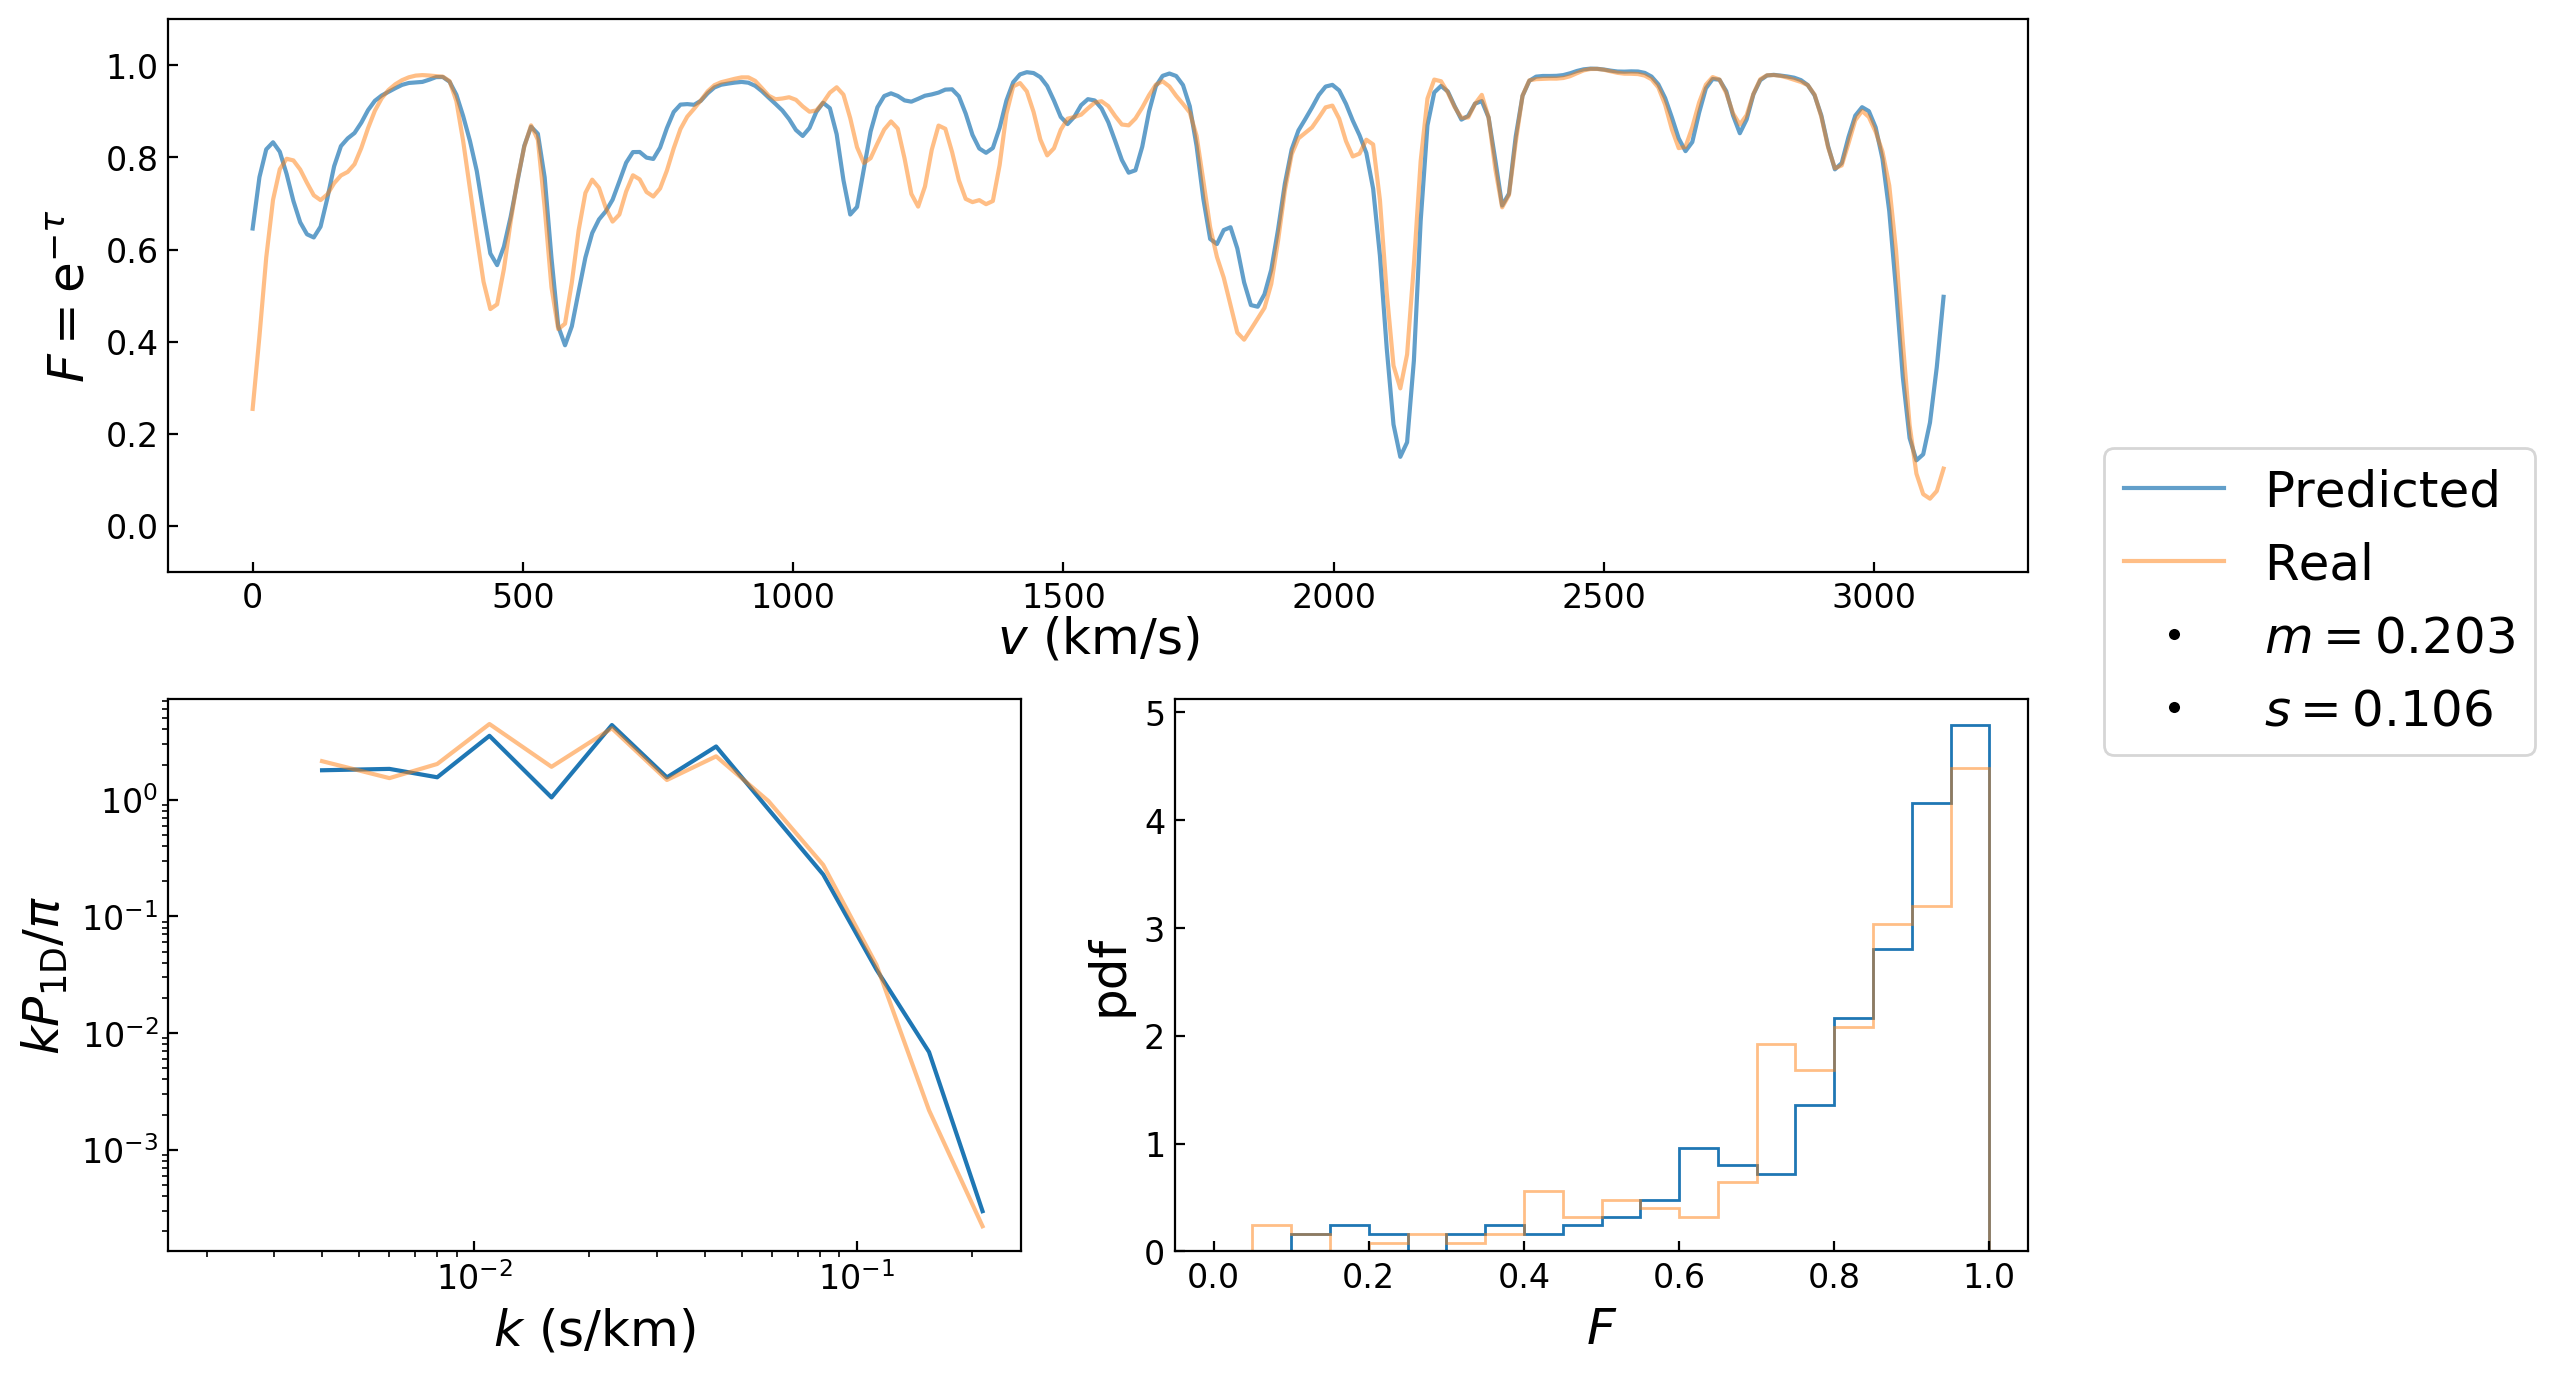 1.0
0.8
0.6
0.4
0.2
0.0
F = e^{−τ}
0 500 1000 1500 2000 2500 3000
v (km/s)
Predicted
Real
m = 0.203
s = 0.106
10^0
10^{−1}
10^{−2}
10^{−3}
kP_{1D}/π
10^{−2} 10^{−1}
k (s/km)
5
4
3
2
1
0
pdf
0.0 0.2 0.4 0.6 0.8 1.0
F